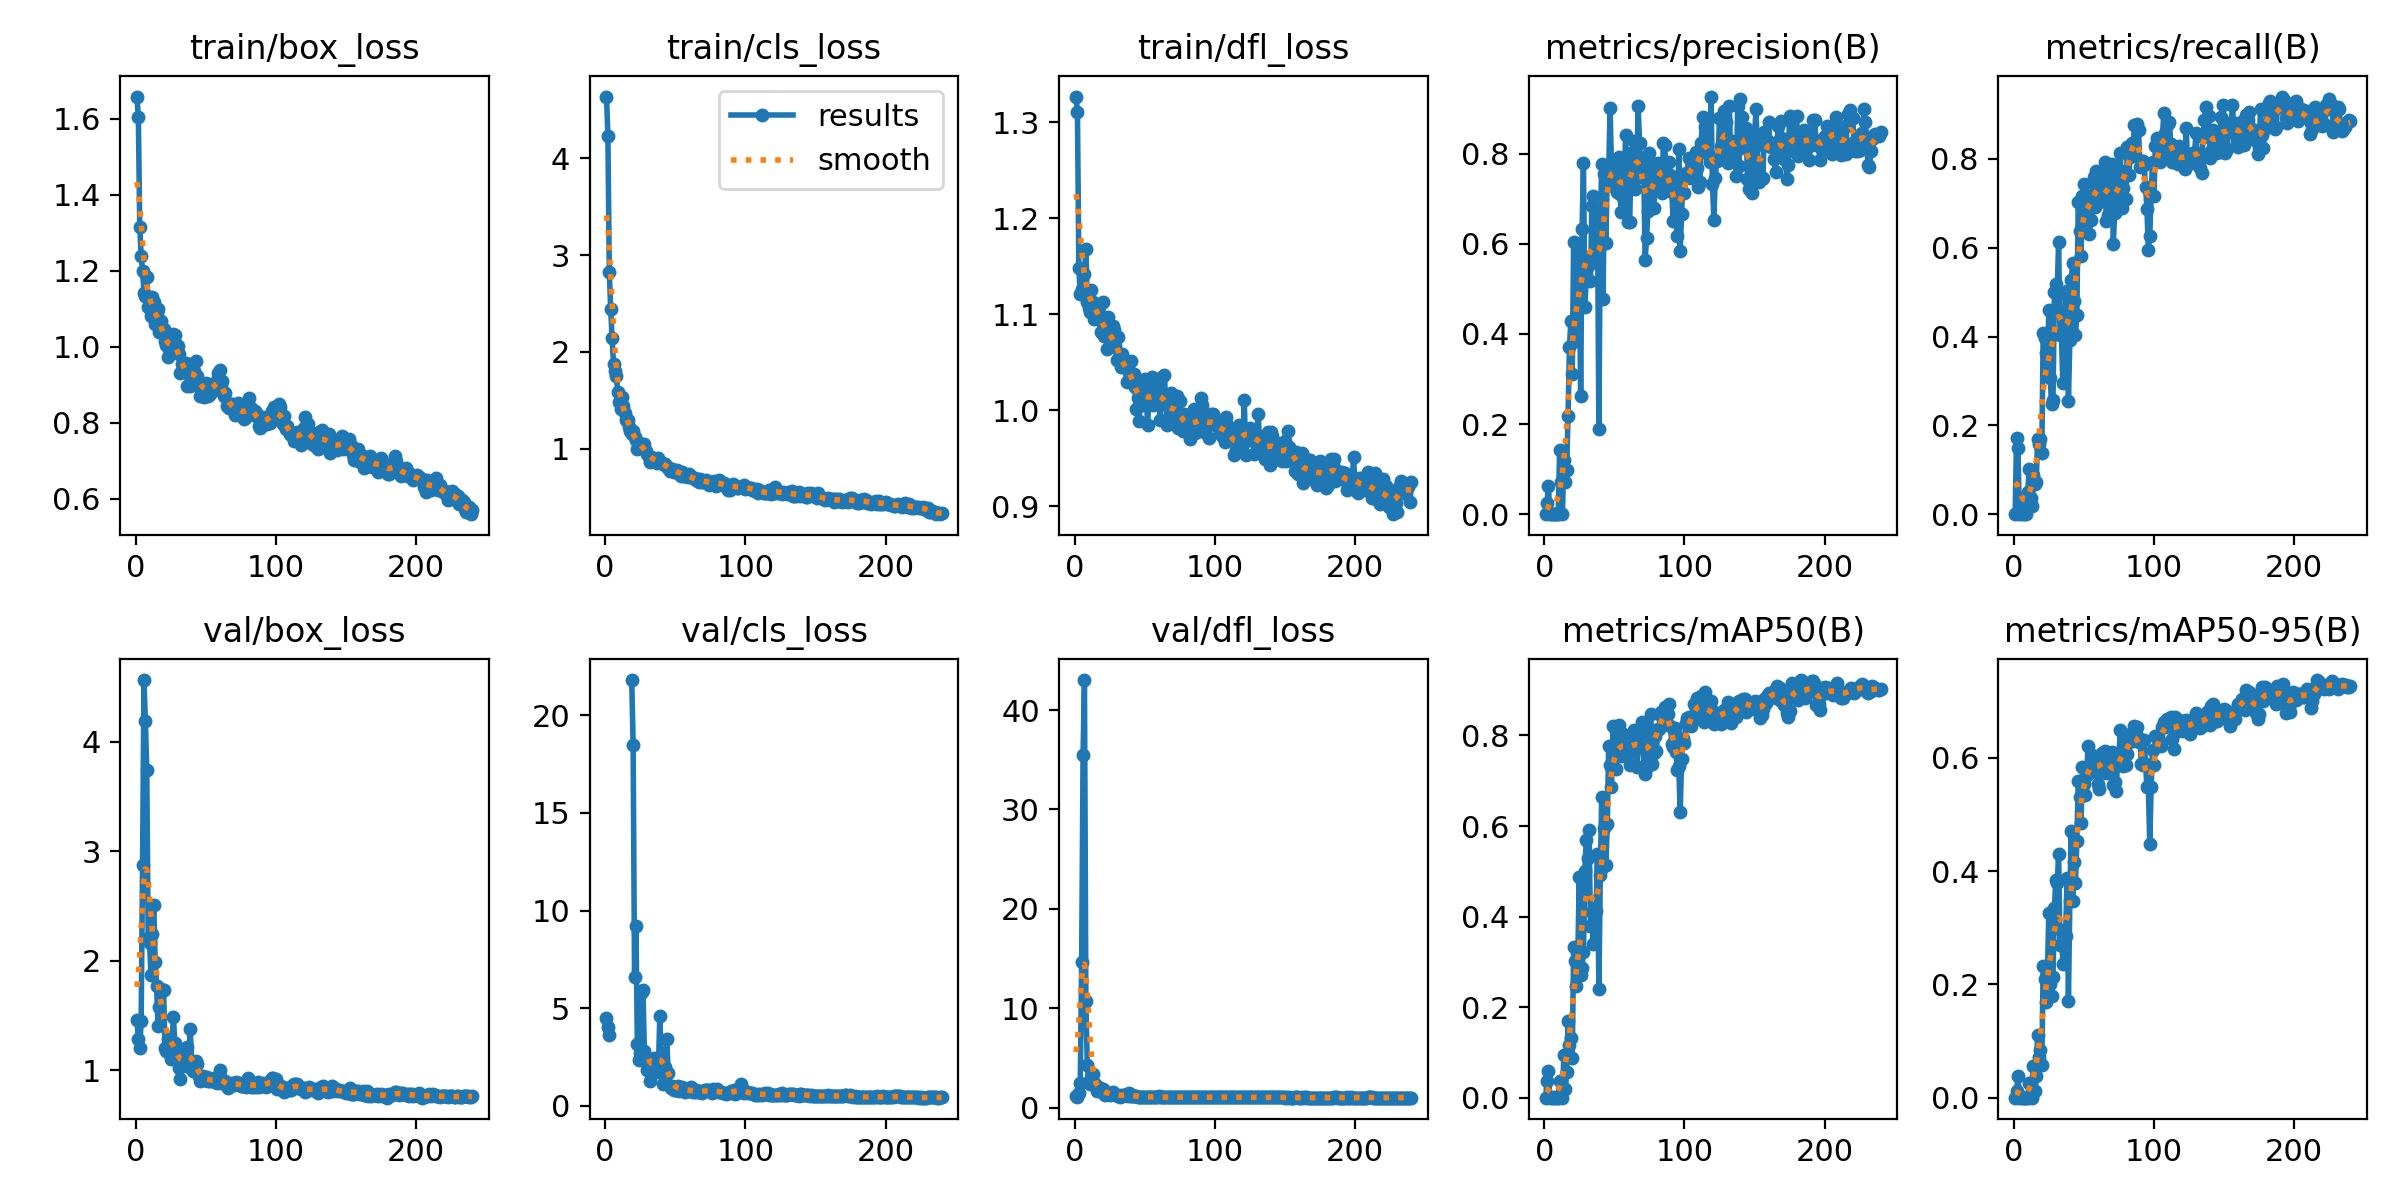 train/box_loss
1.6
1.4
1.2
1.0
0.8
0.6
0 100 200
train/cls_loss
results
smooth
4
3
2
1
0 100 200
train/dfl_loss
1.3
1.2
1.1
1.0
0.9
0 100 200
metrics/precision(B)
0.8
0.6
0.4
0.2
0.0
0 100 200
metrics/recall(B)
0.8
0.6
0.4
0.2
0.0
0 100 200
val/box_loss
4
3
2
1
0 100 200
val/cls_loss
20
15
10
5
0
0 100 200
val/dfl_loss
40
30
20
10
0
0 100 200
metrics/mAP50(B)
0.8
0.6
0.4
0.2
0.0
0 100 200
metrics/mAP50-95(B)
0.6
0.4
0.2
0.0
0 100 200